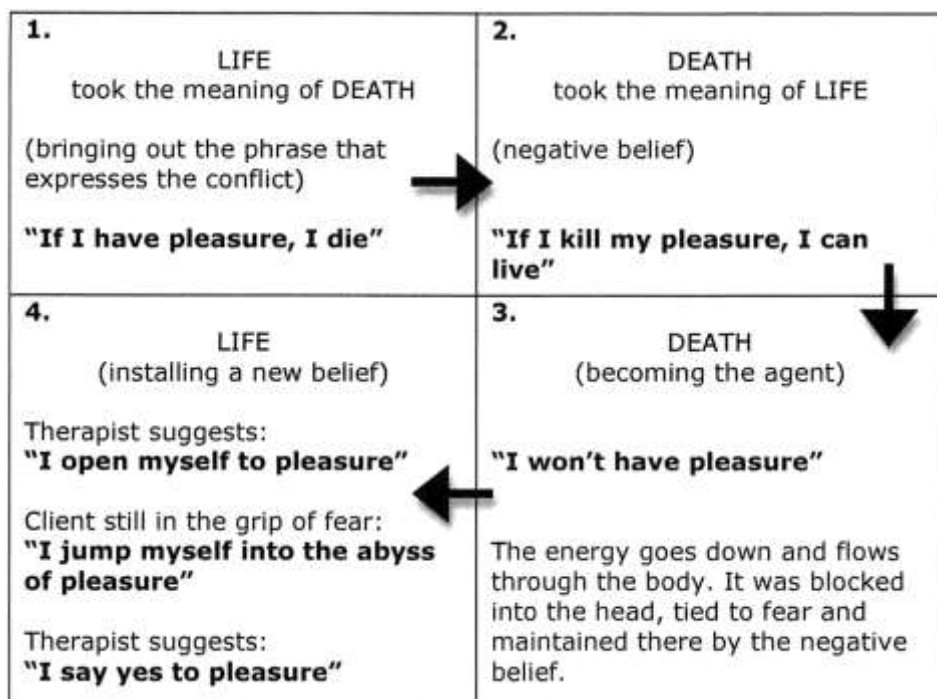 1.
LIFE
took the meaning of DEATH
(bringing out the phrase that
expresses the conflict)
“If I have pleasure, I die”
2.
DEATH
took the meaning of LIFE
(negative belief)
“If I kill my pleasure, I can
live”
3.
DEATH
(becoming the agent)
“I won’t have pleasure”
The energy goes down and flows
through the body. It was blocked
into the head, tied to fear and
maintained there by the negative
belief.
4.
LIFE
(installing a new belief)
Therapist suggests:
“I open myself to pleasure”
Client still in the grip of fear:
“I jump myself into the abyss
of pleasure”
Therapist suggests:
“I say yes to pleasure”